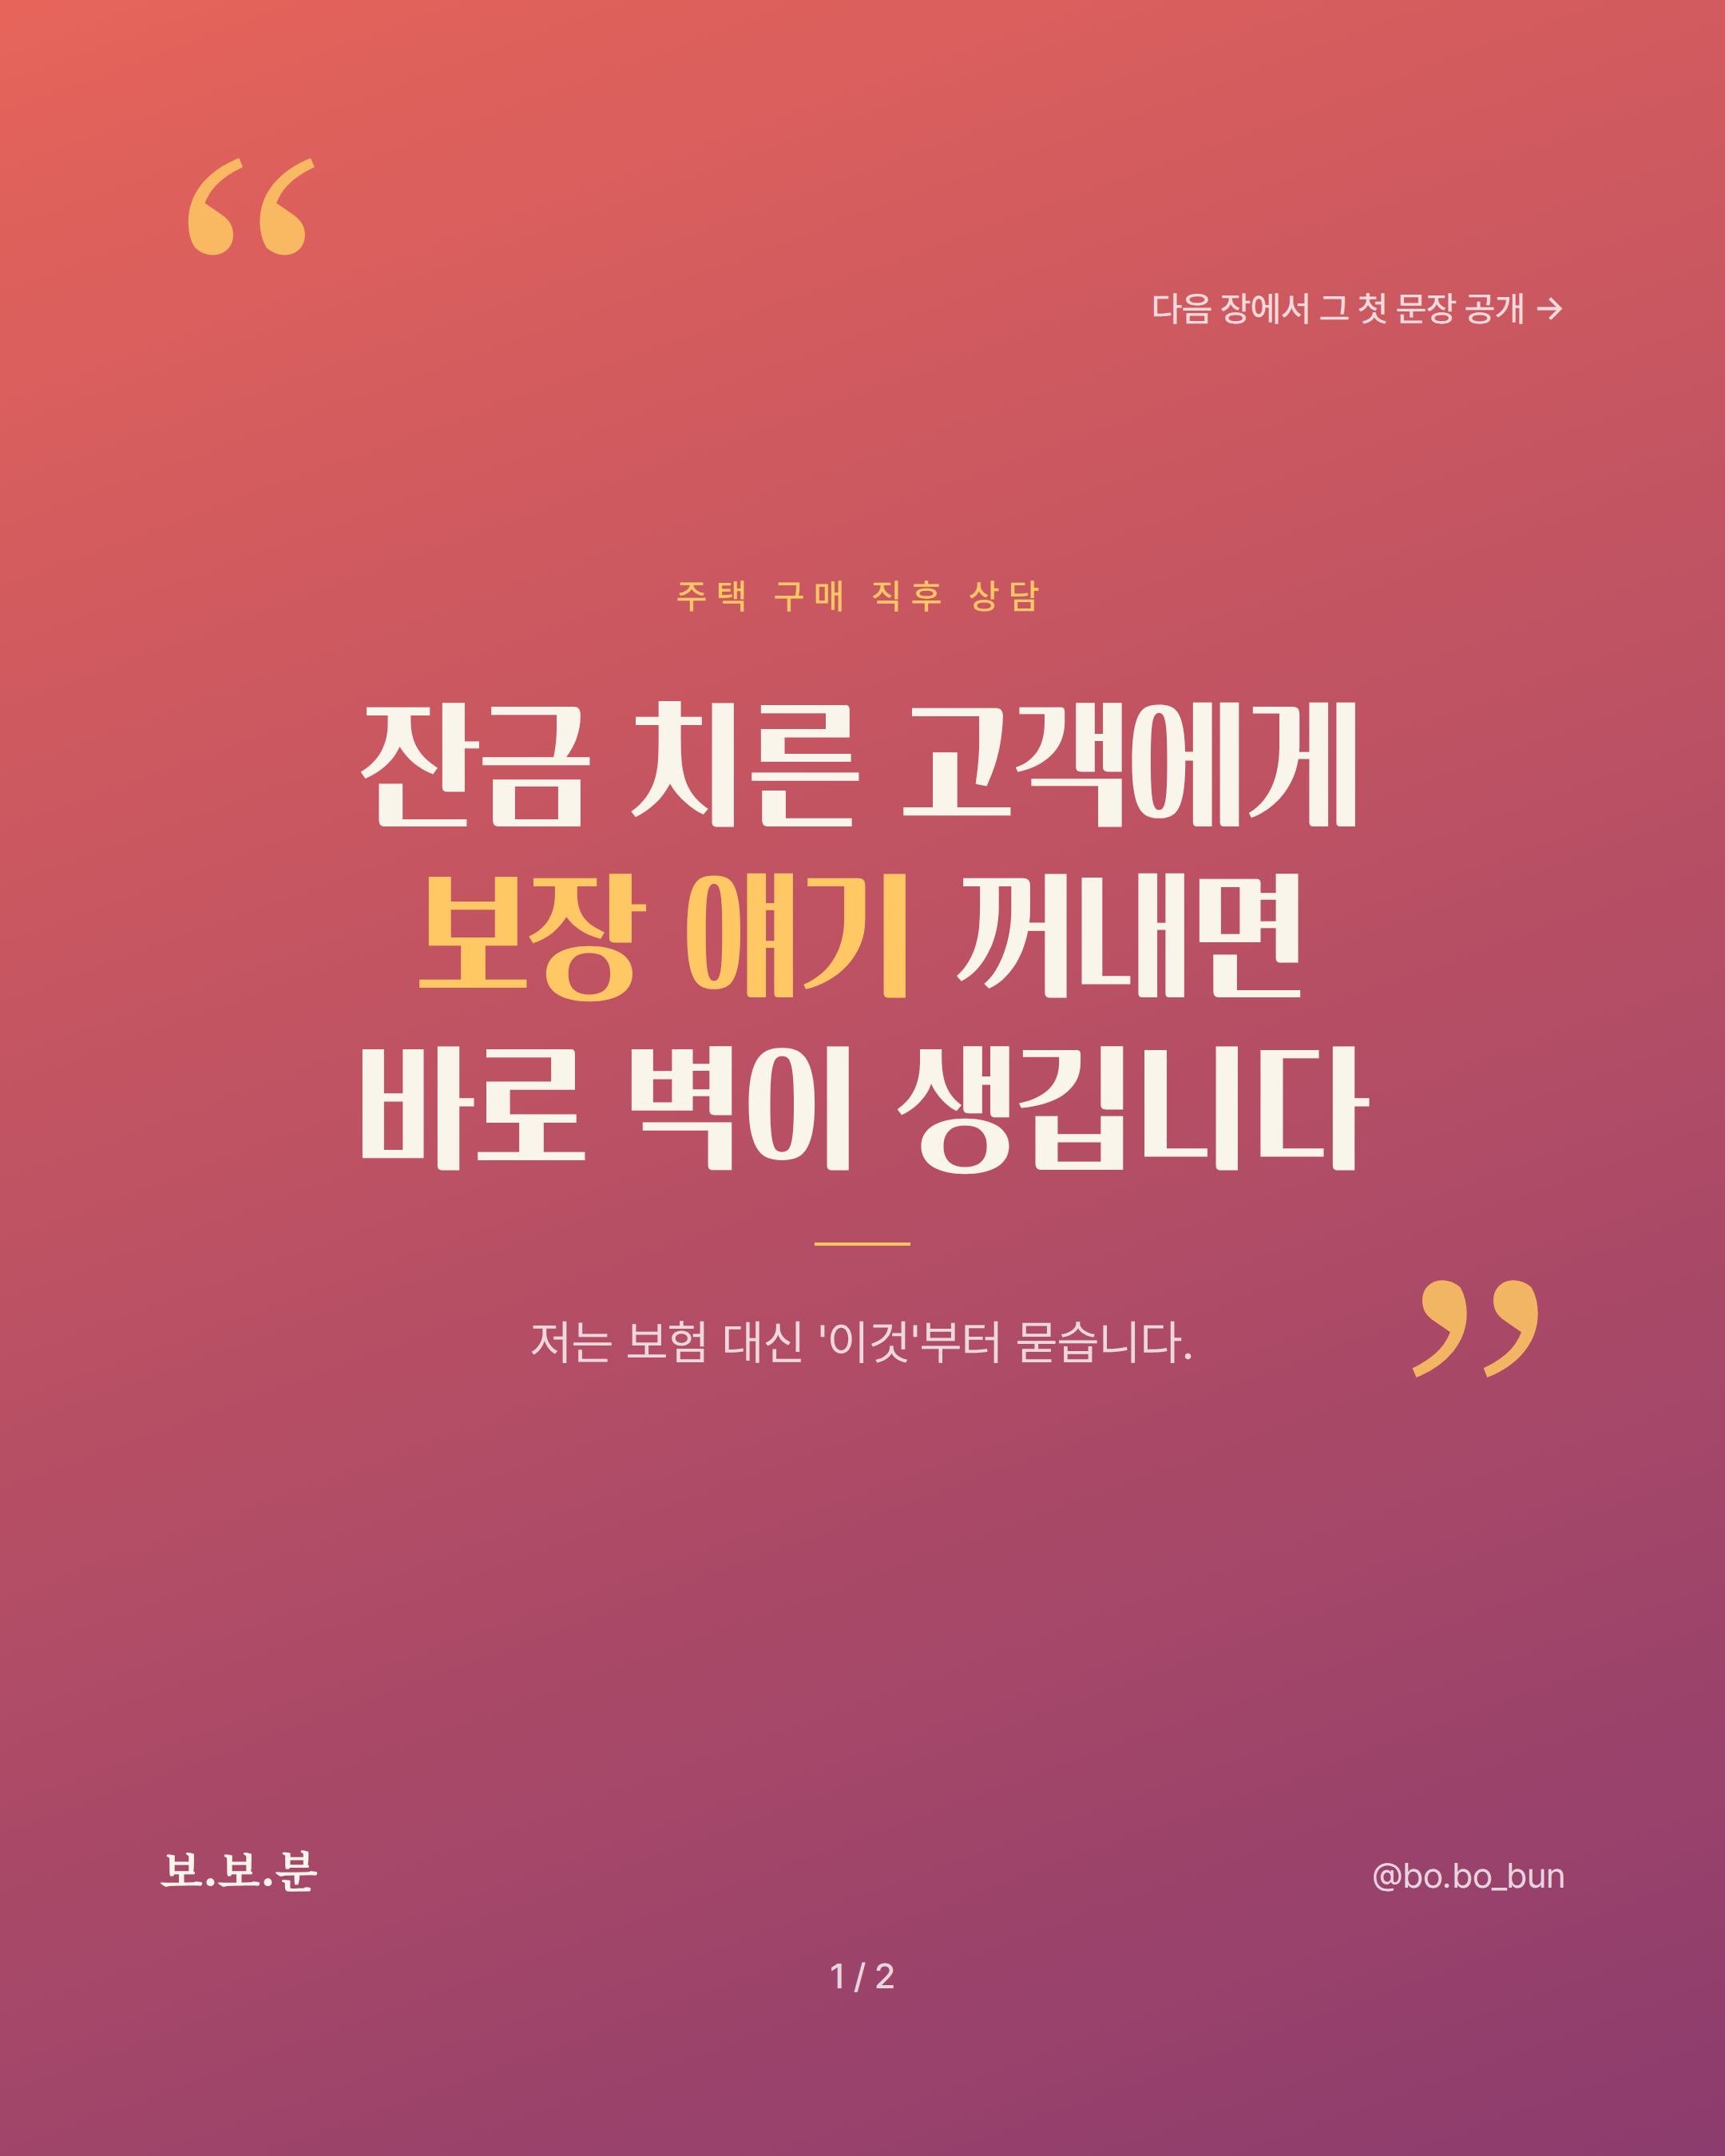 “
다음 장에서 그 첫 문장 공개 →
주택 구매 직후 상담
잔금 치른 고객에게
보장 얘기 꺼내면
바로 벽이 생깁니다
저는 보험 대신 '이것'부터 묻습니다.
”
보.보.분
@bo.bo_bun
1 / 2